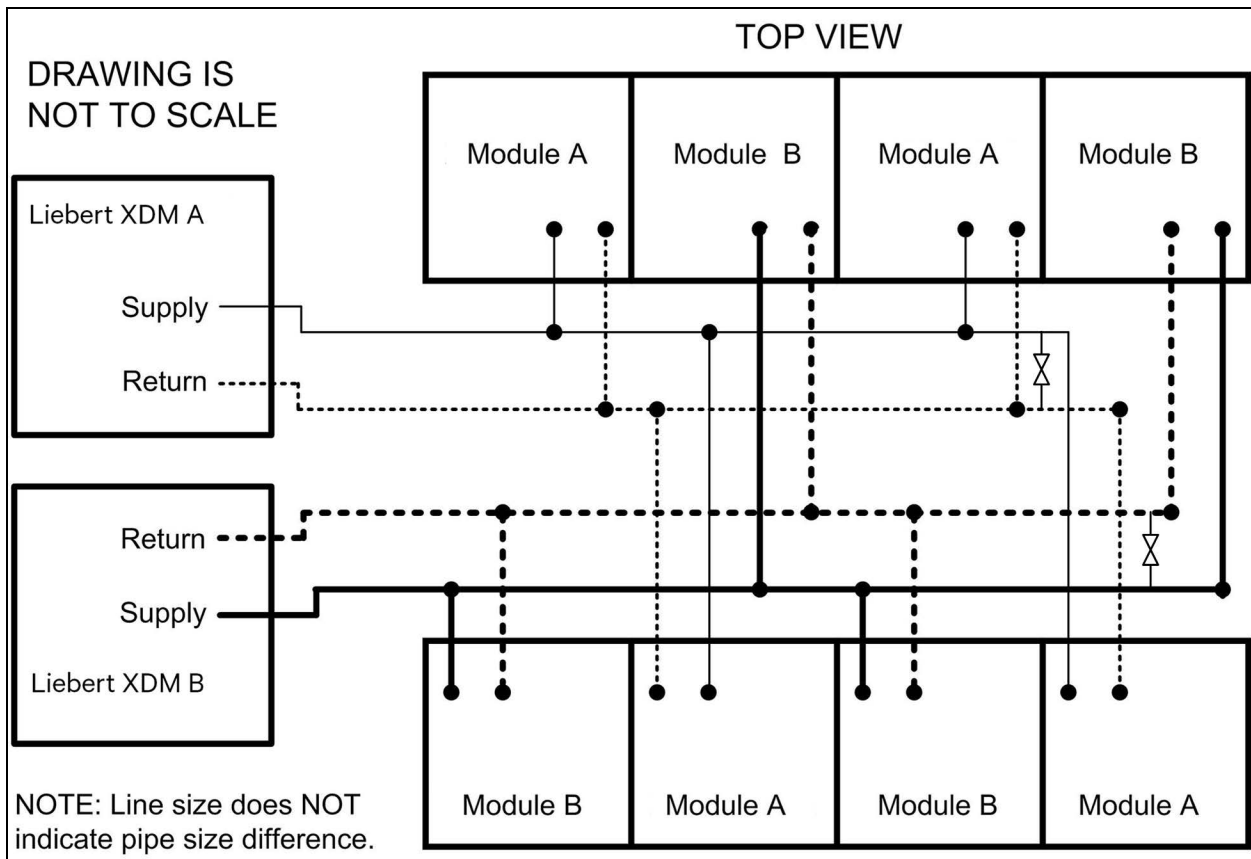 TOP VIEW
DRAWING IS
NOT TO SCALE
Module A
Module B
Module A
Module B
Liebert XDM A
Supply
Return
Return
Supply
Liebert XDM B
Module B
Module A
Module B
Module A
NOTE: Line size does NOT
indicate pipe size difference.